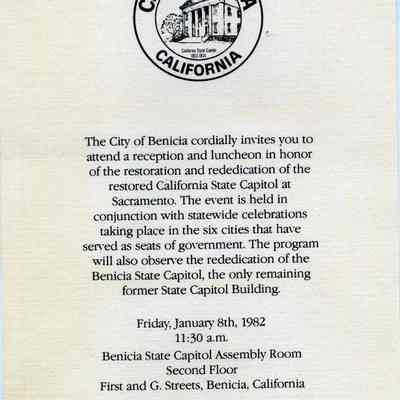 CALIFORNIA
The City of Benicia cordially invites you to
attend a reception and luncheon in honor
of the restoration and rededication of the
restored California State Capitol at
Sacramento. The event is held in
conjunction with statewide celebrations
taking place in the six cities that have
served as seats of government. The program
will also observe the rededication of the
Benicia State Capitol, the only remaining
former State Capitol Building.
Friday, January 8th, 1982
11:30 a.m.
Benicia State Capitol Assembly Room
Second Floor
First and G. Streets, Benicia, California